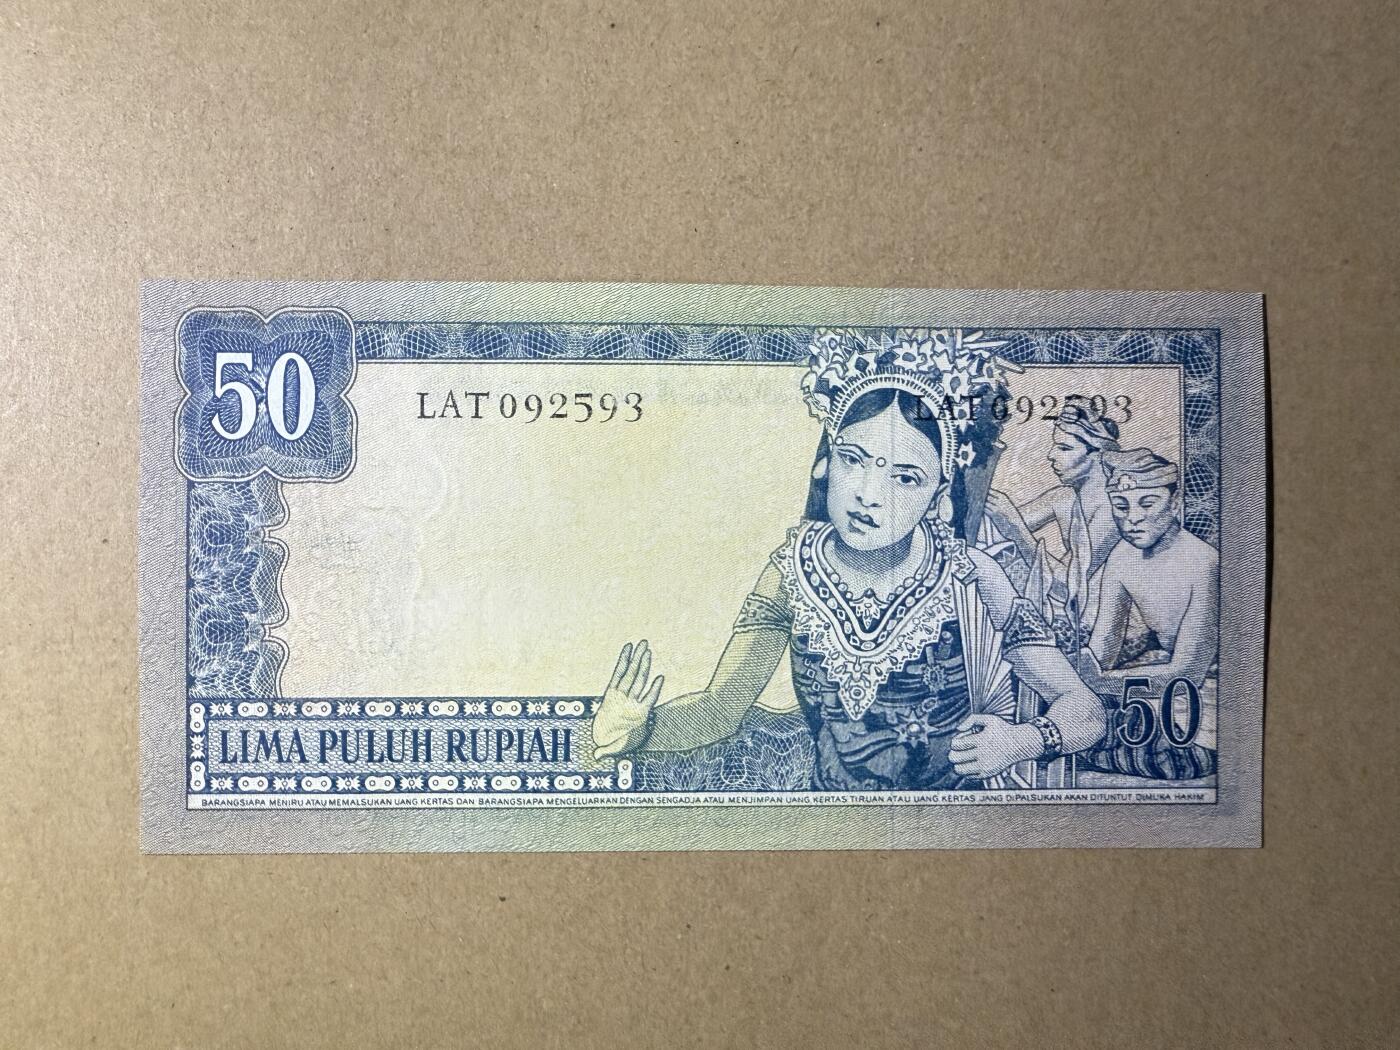 50
LAT 092593 LAT 092593
50
LIMA PULUH RUPIAH
BARANGSIAPA MENIRU ATAU MEMALSUKAN UANG KERTAS DAN BARANGSIAPA MENGELUARKAN DENGAN SENGADJA ATAU MENJIMPAN UANG KERTAS TIRUAN ATAU UANG KERTAS JANG DIPALSUKAN AKAN DITUNTUT DIMUKA HAKIM